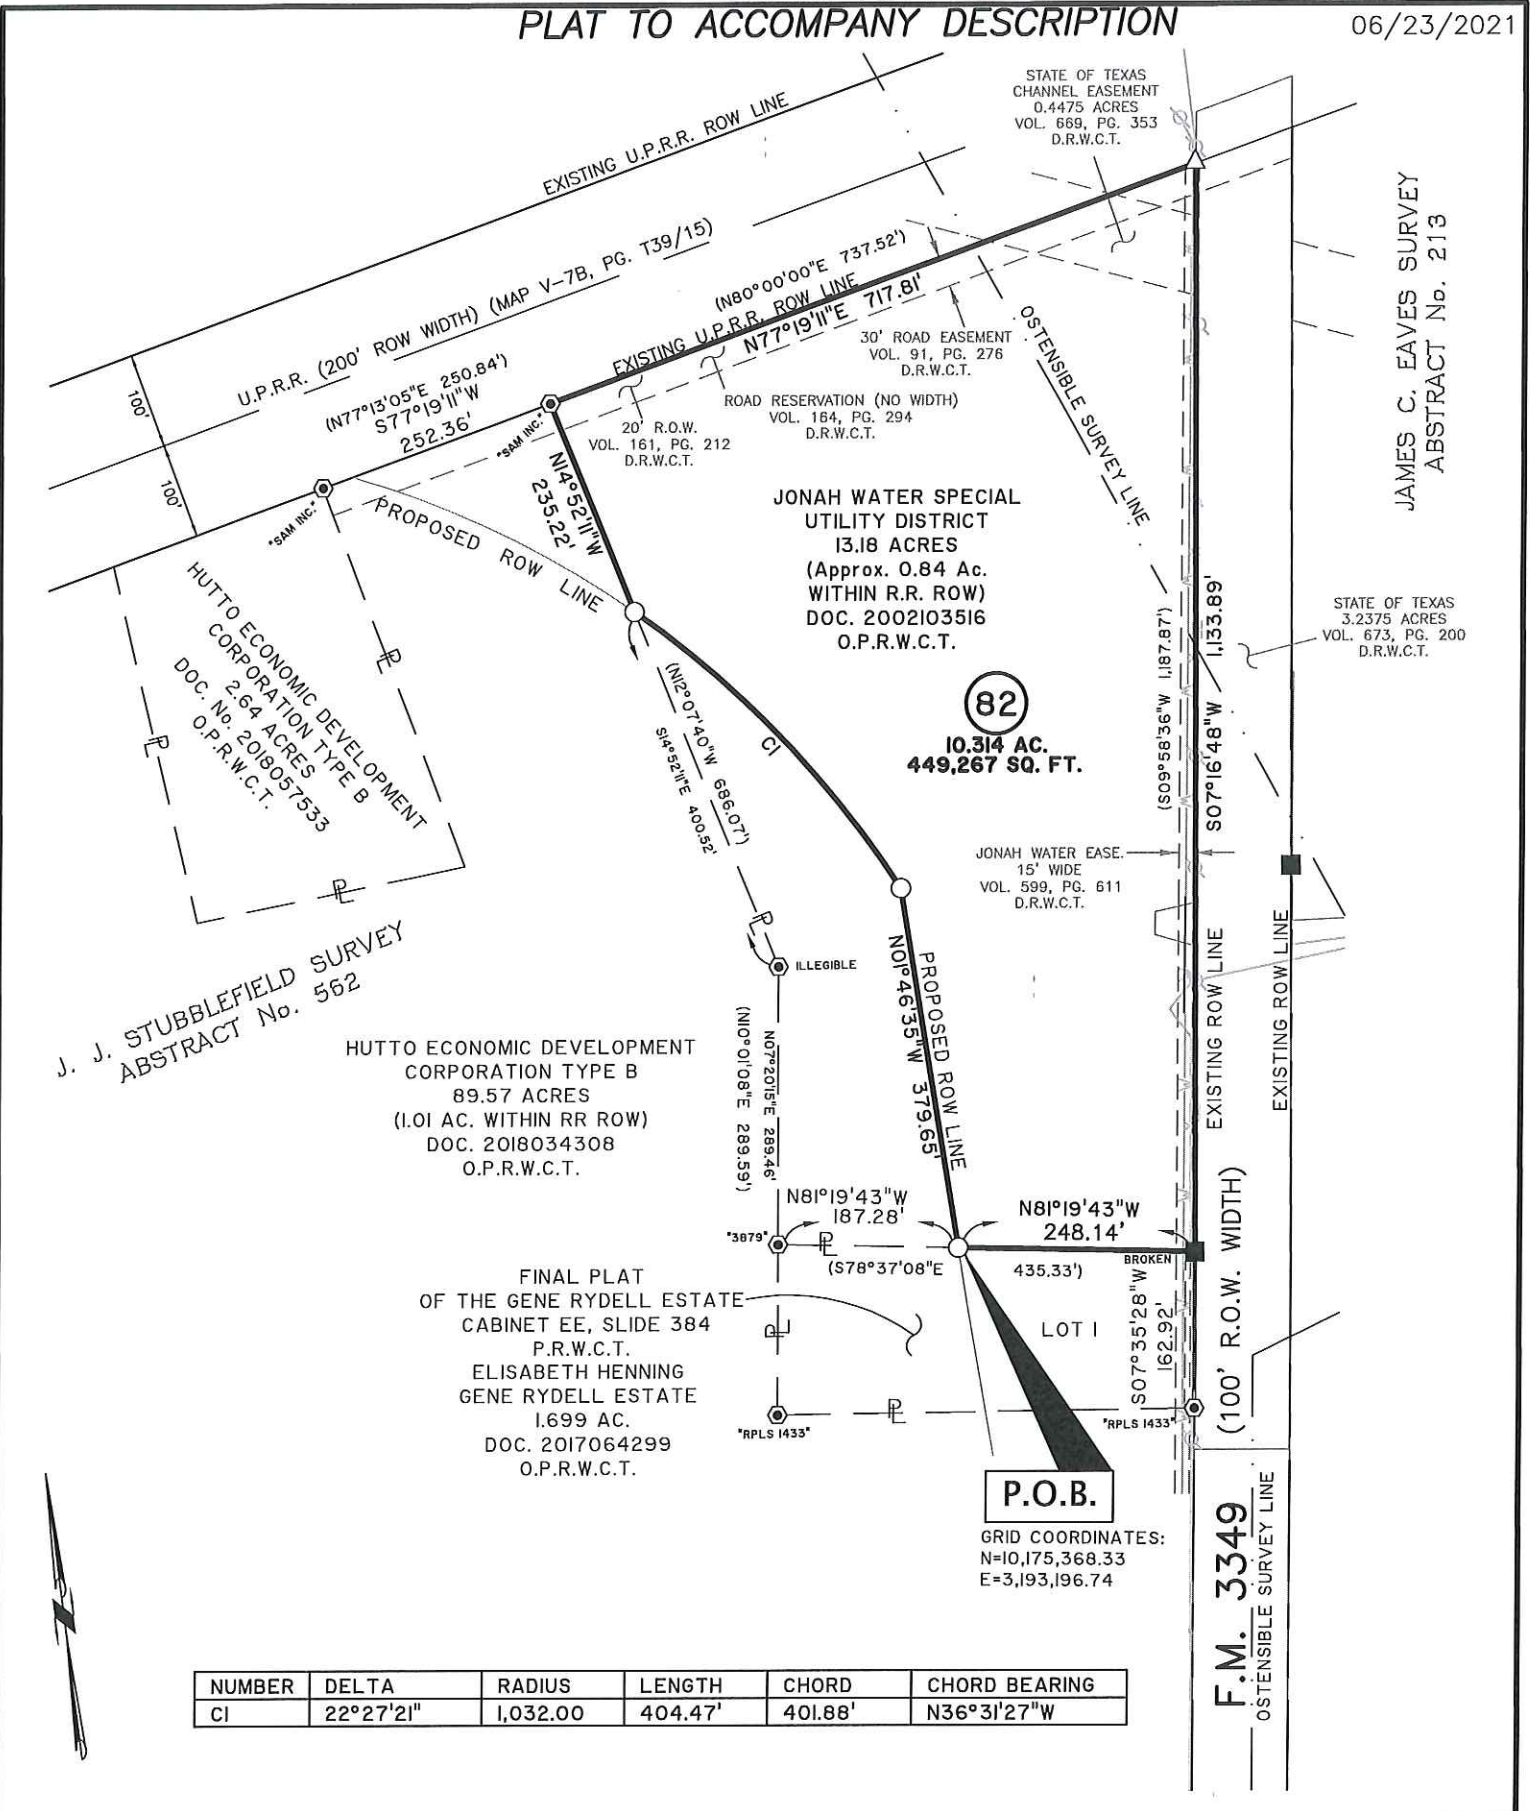 PLAT TO ACCOMPANY DESCRIPTION
06/23/2021
STATE OF TEXAS
CHANNEL EASEMENT
0.4475 ACRES
VOL. 669, PG. 353
D.R.W.C.T.
EXISTING U.P.R.R. ROW LINE
U.P.R.R. (200' ROW WIDTH) (MAP V-7B, PG. T39/15)
(N80°00'00"E 737.52')
EXISTING U.P.R.R. ROW LINE
N77°19'11"E 717.81'
JAMES C. EAVES SURVEY
ABSTRACT No. 213
100'
100'
(N77°13'05"E 250.84')
S77°19'11"W
252.36'
30' ROAD EASEMENT
VOL. 91, PG. 276
D.R.W.C.T.
OSTENSIBLE SURVEY LINE
ROAD RESERVATION (NO WIDTH)
VOL. 164, PG. 294
D.R.W.C.T.
20' R.O.W.
VOL. 161, PG. 212
D.R.W.C.T.
"SAM INC."
"SAM INC."
N14°52'11"W
235.22'
PROPOSED ROW LINE
JONAH WATER SPECIAL
UTILITY DISTRICT
13.18 ACRES
(Approx. 0.84 Ac.
WITHIN R.R. ROW)
DOC. 2002103516
O.P.R.W.C.T.
82
10.314 AC.
449,267 SQ. FT.
HUTTO ECONOMIC DEVELOPMENT
CORPORATION TYPE B
2.64 ACRES
DOC. No. 2018057533
O.P.R.W.C.T.
PL
PL
PL
(N12°07'40"W 686.07')
S14°52'11"E 400.52'
C1
PL
(S09°58'36"W 1,187.87')
S07°16'48"W 1,133.89'
STATE OF TEXAS
3.2375 ACRES
VOL. 673, PG. 200
D.R.W.C.T.
JONAH WATER EASE.
15' WIDE
VOL. 599, PG. 611
D.R.W.C.T.
J. J. STUBBLEFIELD SURVEY
ABSTRACT No. 562
ILLEGIBLE
N01°46'35"W 379.65'
PROPOSED ROW LINE
EXISTING ROW LINE
EXISTING ROW LINE
HUTTO ECONOMIC DEVELOPMENT
CORPORATION TYPE B
89.57 ACRES
(1.01 AC. WITHIN RR ROW)
DOC. 2018034308
O.P.R.W.C.T.
(N10°01'08"E 289.59')
N07°20'15"E 289.46'
N81°19'43"W
187.28'
N81°19'43"W
248.14'
"3879"
PL
(S78°37'08"E 435.33')
BROKEN
FINAL PLAT
OF THE GENE RYDELL ESTATE
CABINET EE, SLIDE 384
P.R.W.C.T.
ELISABETH HENNING
GENE RYDELL ESTATE
1.699 AC.
DOC. 2017064299
O.P.R.W.C.T.
PL
LOT 1
S07°35'28"W
162.92'
(100' R.O.W. WIDTH)
"RPLS 1433"
PL
"RPLS 1433"
P.O.B.
GRID COORDINATES:
N=10,175,368.33
E=3,193,196.74
F.M. 3349
OSTENSIBLE SURVEY LINE
NUMBER DELTA RADIUS LENGTH CHORD CHORD BEARING
C1 22°27'21" 1,032.00 404.47' 401.88' N36°31'27"W